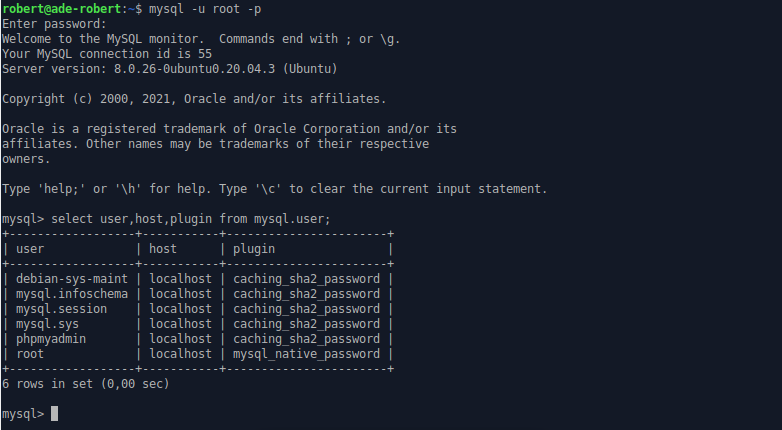 robert@ade-robert:~$ mysql -u root -p
Enter password:
Welcome to the MySQL monitor.  Commands end with ; or \g.
Your MySQL connection id is 55
Server version: 8.0.26-0ubuntu0.20.04.3 (Ubuntu)

Copyright (c) 2000, 2021, Oracle and/or its affiliates.

Oracle is a registered trademark of Oracle Corporation and/or its
affiliates. Other names may be trademarks of their respective
owners.

Type 'help;' or '\h' for help. Type '\c' to clear the current input statement.

mysql> select user,host,plugin from mysql.user;
+------------------+-----------+-----------------------+
| user             | host      | plugin                |
+------------------+-----------+-----------------------+
| debian-sys-maint | localhost | caching_sha2_password |
| mysql.infoschema | localhost | caching_sha2_password |
| mysql.session    | localhost | caching_sha2_password |
| mysql.sys        | localhost | caching_sha2_password |
| phpmyadmin       | localhost | caching_sha2_password |
| root             | localhost | mysql_native_password |
+------------------+-----------+-----------------------+
6 rows in set (0,00 sec)

mysql>